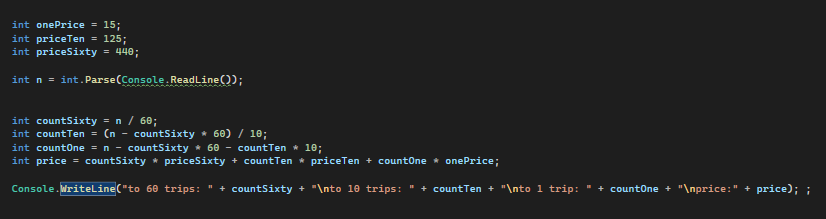 int onePrice = 15;
int priceTen = 125;
int priceSixty = 440;
int n = int.Parse(Console.ReadLine());
int countSixty = n / 60;
int countTen = (n - countSixty * 60) / 10;
int countOne = n - countSixty * 60 - countTen * 10;
int price = countSixty * priceSixty + countTen * priceTen + countOne * onePrice;
Console.WriteLine("to 60 trips: " + countSixty + "\nto 10 trips: " + countTen + "\nto 1 trip: " + countOne + "\nprice:" + price); ;